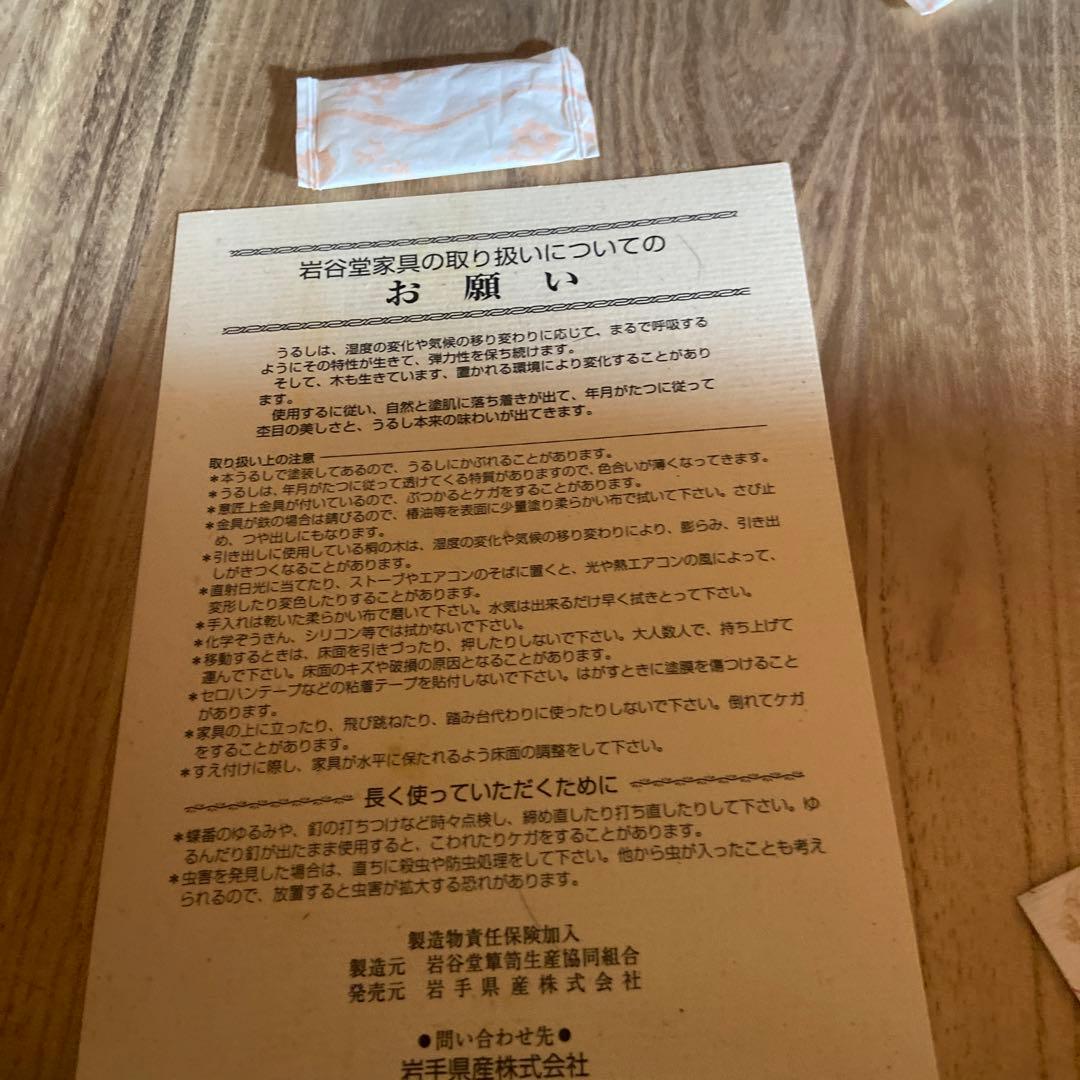 岩谷堂家具の取り扱いについての
お願い
うるしは、湿度の変化や気候の移り変わりに応じて、まるで呼吸する
ようにその特性が生きて、弾力性を保ち続けます。
そして、木も生きています、置かれる環境により変化することがあり
ます。
使用するに従い、自然と塗肌に落ち着きが出て、年月がたつに従って
杢目の美しさと、うるし本来の味わいが出てきます。
取り扱い上の注意
＊本うるしで塗装してあるので、うるしにかぶれることがあります。
＊うるしは、年月がたつに従って透けてくる特質がありますので、色合いが薄くなってきます。
＊意匠上金具が付いているので、ぶつかるとケガをすることがあります。
＊金具が鉄の場合は錆びるので、椿油等を表面に少量塗り柔らかい布で拭いて下さい。さび止
め、つや出しにもなります。
＊引き出しに使用している桐の木は、湿度の変化や気候の移り変わりにより、膨らみ、引き出
しがきつくなることがあります。
＊直射日光に当てたり、ストーブやエアコンのそばに置くと、光や熱エアコンの風によって、
変形したり変色したりすることがあります。
＊手入れは乾いた柔らかい布で磨いて下さい。水気は出来るだけ早く拭きとって下さい。
＊化学ぞうきん、シリコン等では拭かないで下さい。
＊移動するときは、床面を引きづったり、押したりしないで下さい。大人数人で、持ち上げて
運んで下さい。床面のキズや破損の原因となることがあります。
＊セロハンテープなどの粘着テープを貼付しないで下さい。はがすときに塗膜を傷つけること
があります。
＊家具の上に立ったり、飛び跳ねたり、踏み台代わりに使ったりしないで下さい。倒れてケガ
をすることがあります。
＊すえ付けに際し、家具が水平に保たれるよう床面の調整をして下さい。
長く使っていただくために
＊蝶番のゆるみや、釘の打ちつけなど時々点検し、締め直したり打ち直したりして下さい。ゆ
るんだり釘が出たまま使用すると、こわれたりケガをすることがあります。
＊虫害を発見した場合は、直ちに殺虫や防虫処理をして下さい。他から虫が入ったことも考え
られるので、放置すると虫害が拡大する恐れがあります。
製造物責任保険加入
製造元 岩谷堂簞笥生産協同組合
発売元 岩手県産株式会社
●問い合わせ先●
岩手県産株式会社